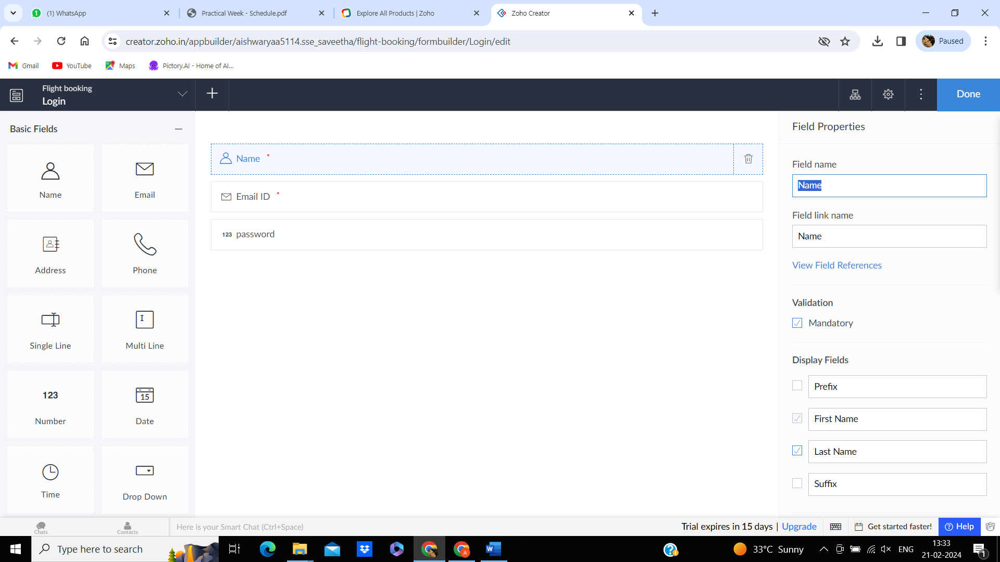 (1) WhatsApp
Practical Week - Schedule.pdf
Explore All Products | Zoho
Zoho Creator
creator.zoho.in/appbuilder/aishwaryaa5114.sse_saveetha/flight-booking/formbuilder/Login/edit
Paused
Gmail
YouTube
Maps
Pictory.AI - Home of AI...
Flight booking
Login
Done
Basic Fields
Name
Email
Address
Phone
Single Line
Multi Line
123
Number
15
Date
Time
Drop Down
Name *
Email ID *
123 password
Field Properties
Field name
Name
Field link name
Name
View Field References
Validation
Mandatory
Display Fields
Prefix
First Name
Last Name
Suffix
Chats
Contacts
Here is your Smart Chat (Ctrl+Space)
Trial expires in 15 days | Upgrade
Get started faster!
Help
Type here to search
33°C Sunny
ENG
13:33
21-02-2024
1